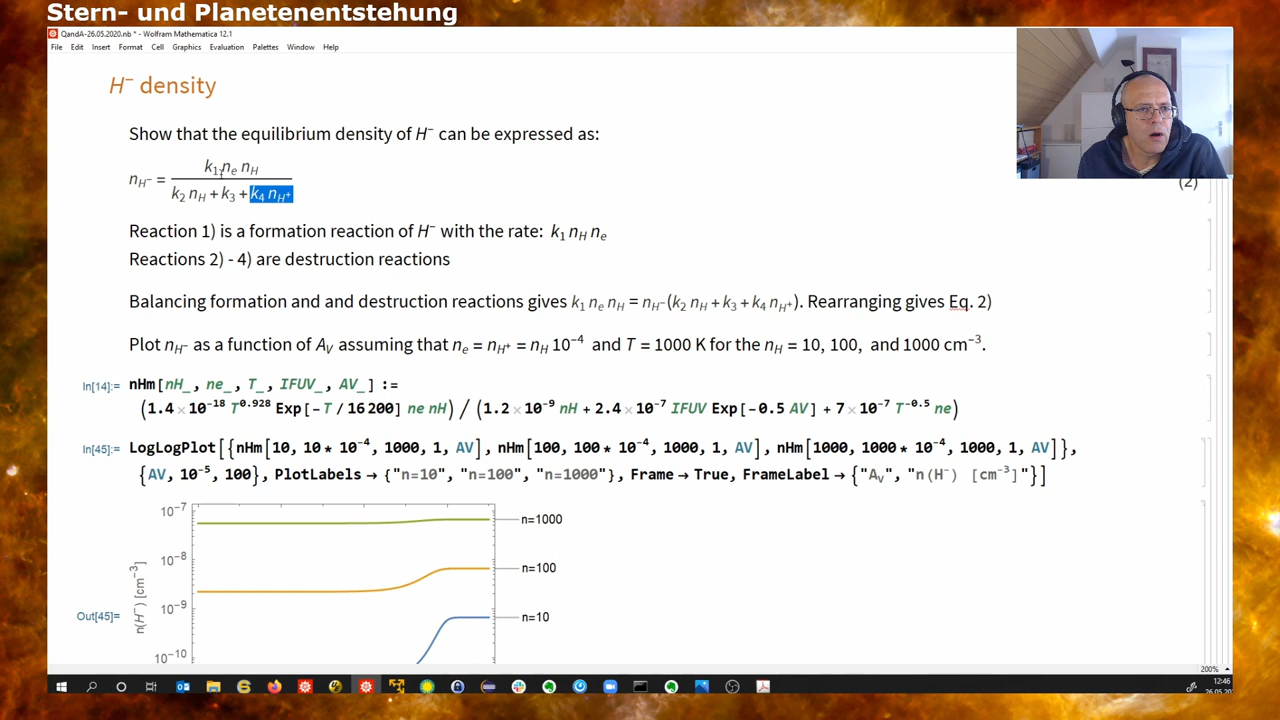 Stern- und Planetenentstehung
QandA-26.05.2020.nb * - Wolfram Mathematica 12.1
File Edit Insert Format Cell Graphics Evaluation Palettes Window Help
H⁻ density
Show that the equilibrium density of H⁻ can be expressed as:
n_H⁻ = (k₁ n_e n_H) / (k₂ n_H + k₃ + k₄ n_H⁺)
(2)
Reaction 1) is a formation reaction of H⁻ with the rate: k₁ n_H n_e
Reactions 2) - 4) are destruction reactions
Balancing formation and and destruction reactions gives k₁ n_e n_H = n_H⁻(k₂ n_H + k₃ + k₄ n_H⁺). Rearranging gives Eq. 2)
Plot n_H⁻ as a function of A_V assuming that n_e = n_H⁺ = n_H 10⁻⁴ and T = 1000 K for the n_H = 10, 100, and 1000 cm⁻³.
In[14]:= nHm[nH_, ne_, T_, IFUV_, AV_] :=
(1.4×10⁻¹⁸ T^0.928 Exp[-T / 16 200] ne nH) / (1.2×10⁻⁹ nH + 2.4×10⁻⁷ IFUV Exp[-0.5 AV] + 7×10⁻⁷ T^-0.5 ne)
In[45]:= LogLogPlot[{nHm[10, 10 * 10⁻⁴, 1000, 1, AV], nHm[100, 100 * 10⁻⁴, 1000, 1, AV], nHm[1000, 1000 * 10⁻⁴, 1000, 1, AV]},
{AV, 10⁻⁵, 100}, PlotLabels → {"n=10", "n=100", "n=1000"}, Frame → True, FrameLabel → {"A_V", "n(H⁻) [cm⁻³]"}]
10⁻⁷
n=1000
10⁻⁸
n=100
10⁻⁹
n=10
10⁻¹⁰
n(H⁻) [cm⁻³]
Out[45]=
200%
12:46
26.05.20